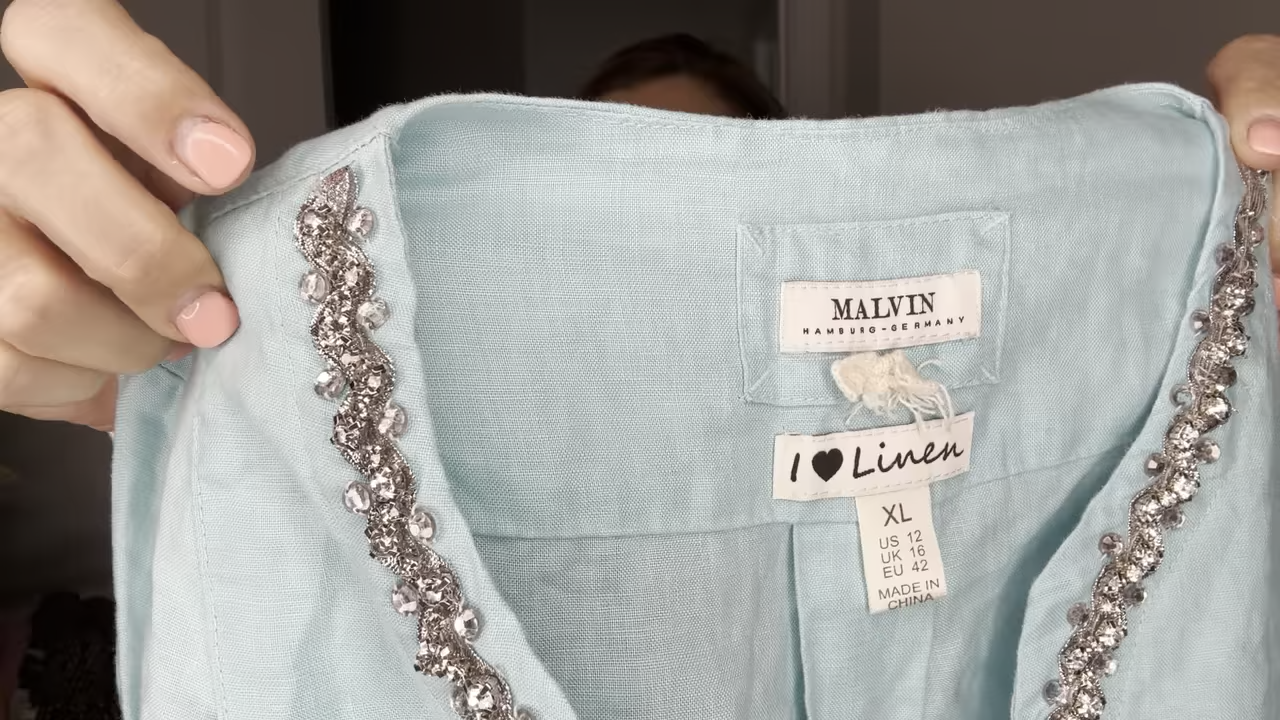 MALVIN
HAMBURG-GERMANY
I ♥ Linen
XL
US 12
UK 16
EU 42
MADE IN
CHINA